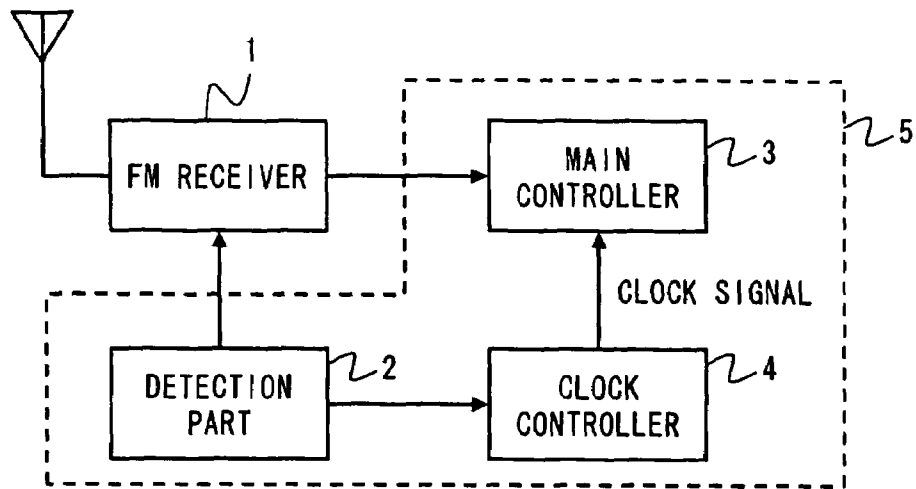 1
FM RECEIVER
MAIN
CONTROLLER
3
5
CLOCK SIGNAL
DETECTION
PART
2
CLOCK
CONTROLLER
4